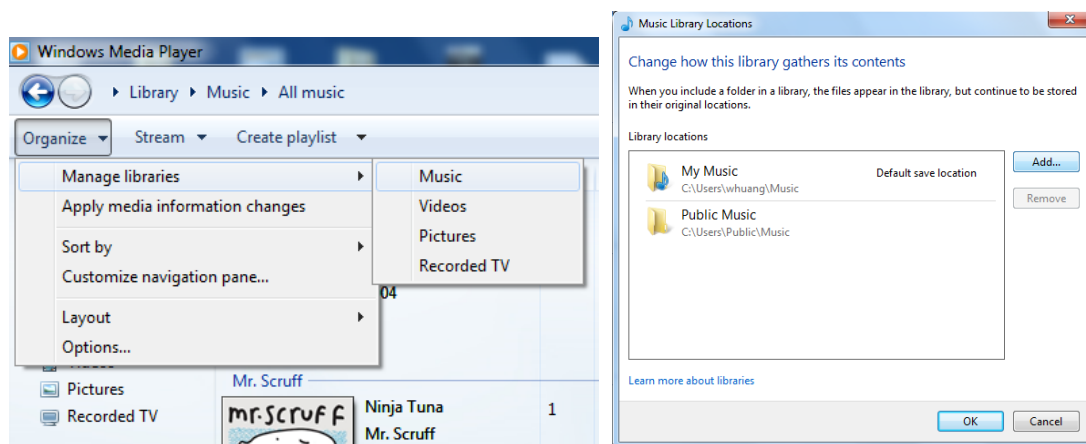 Windows Media Player
Library Music All music
Organize Stream Create playlist
Manage libraries
Apply media information changes
Sort by
Customize navigation pane...
Layout
Options...
Music
Videos
Pictures
Recorded TV
04
Pictures
Recorded TV
Mr. Scruff
mr.scruff
Ninja Tuna
1
Mr. Scruff
Music Library Locations
Change how this library gathers its contents
When you include a folder in a library, the files appear in the library, but continue to be stored
in their original locations.
Library locations
My Music Default save location
C:\Users\whuang\Music
Public Music
C:\Users\Public\Music
Add...
Remove
Learn more about libraries
OK Cancel